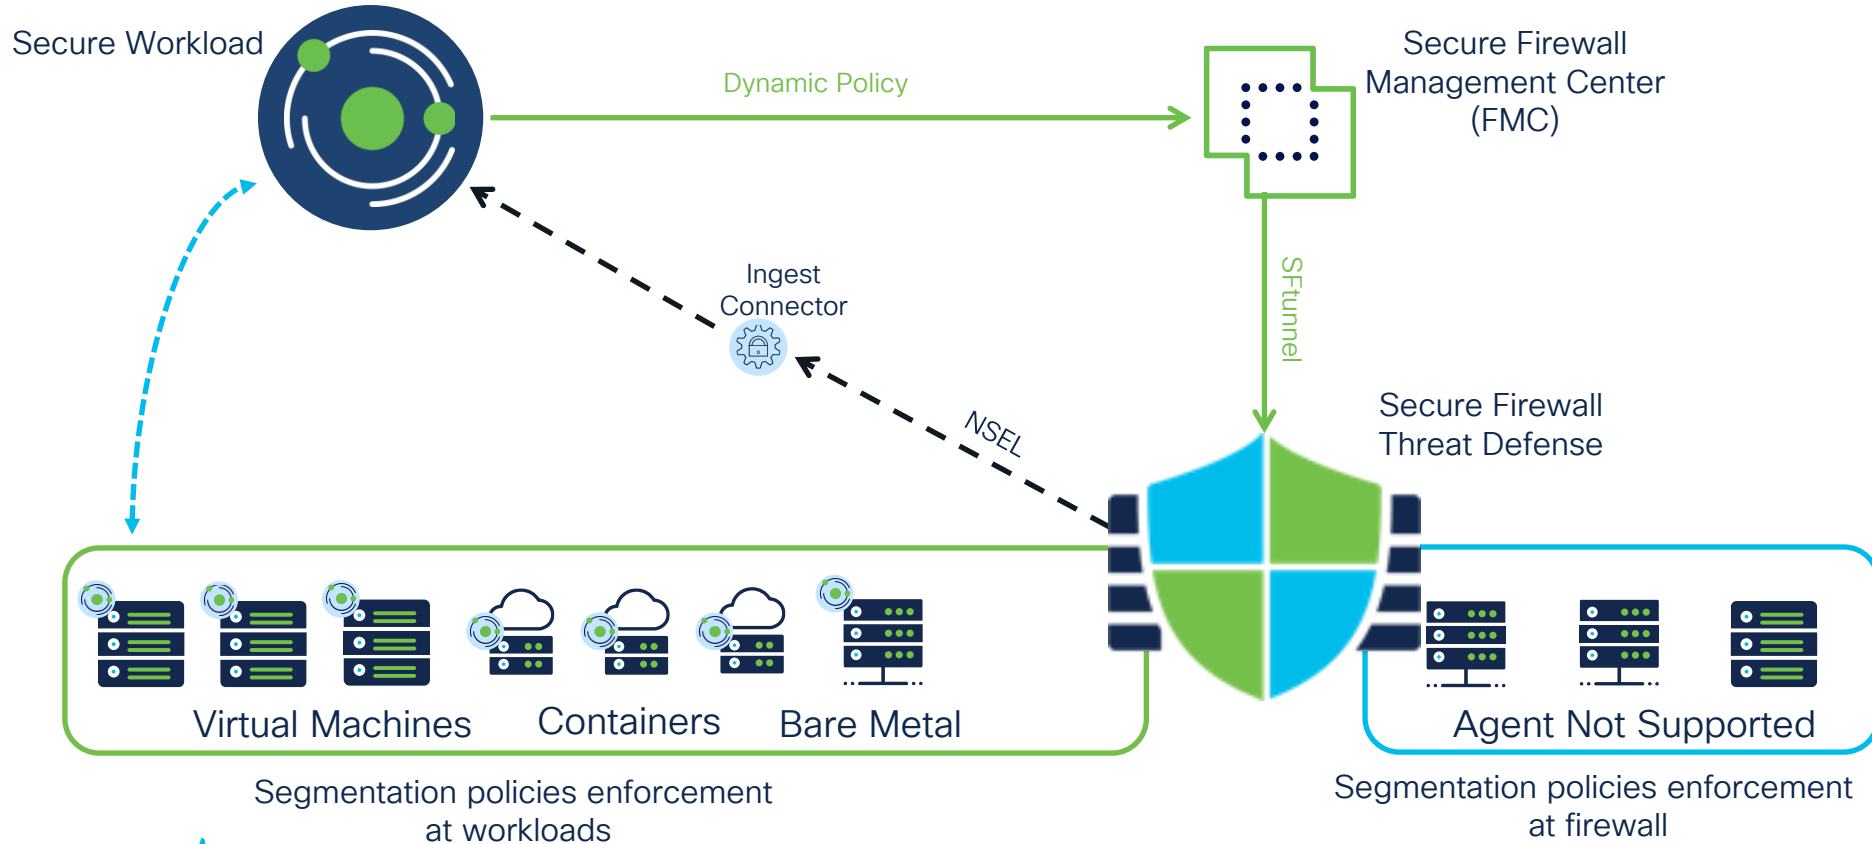 Secure Workload
Dynamic Policy
Secure Firewall
Management Center
(FMC)
Ingest
Connector
SFtunnel
NSEL
Secure Firewall
Threat Defense
Virtual Machines
Containers
Bare Metal
Agent Not Supported
Segmentation policies enforcement
at workloads
Segmentation policies enforcement
at firewall